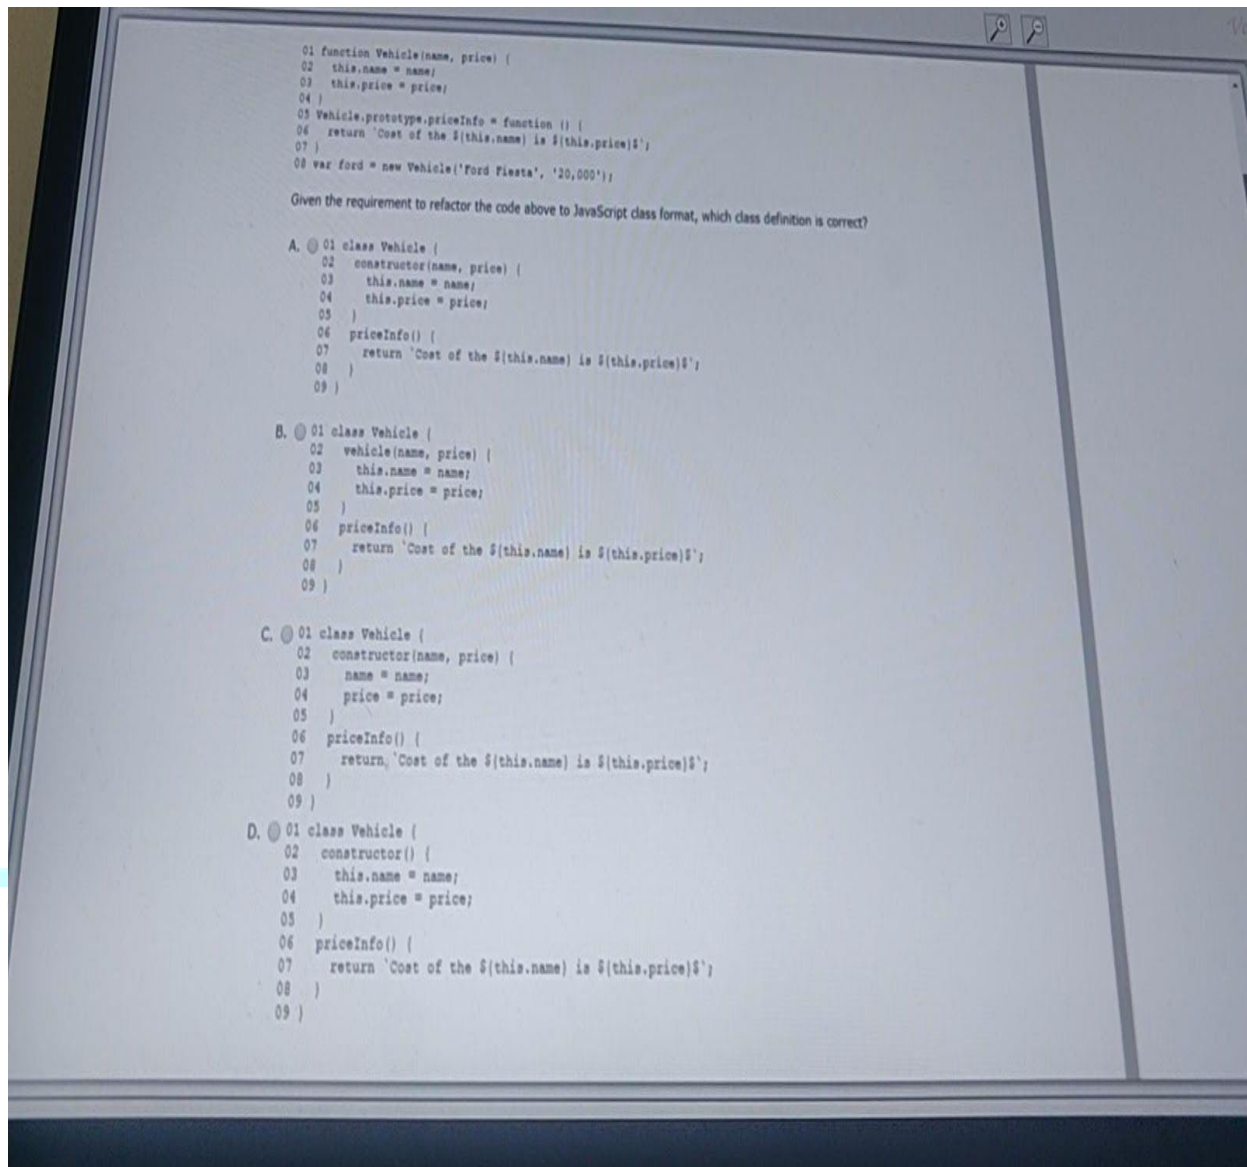 01 function Vehicle(name, price) {
02 this.name = name;
03 this.price = price;
04 }
05 Vehicle.prototype.priceInfo = function () {
06 return `Cost of the ${this.name} is ${this.price}$`;
07 }
08 var ford = new Vehicle('Ford Fiesta', '20,000');
Given the requirement to refactor the code above to JavaScript class format, which class definition is correct?
A. 01 class Vehicle {
02 constructor(name, price) {
03 this.name = name;
04 this.price = price;
05 }
06 priceInfo() {
07 return `Cost of the ${this.name} is ${this.price}$`;
08 }
09 }
B. 01 class Vehicle {
02 vehicle(name, price) {
03 this.name = name;
04 this.price = price;
05 }
06 priceInfo() {
07 return `Cost of the ${this.name} is ${this.price}$`;
08 }
09 }
C. 01 class Vehicle {
02 constructor(name, price) {
03 name = name;
04 price = price;
05 }
06 priceInfo() {
07 return `Cost of the ${this.name} is ${this.price}$`;
08 }
09 }
D. 01 class Vehicle {
02 constructor() {
03 this.name = name;
04 this.price = price;
05 }
06 priceInfo() {
07 return `Cost of the ${this.name} is ${this.price}$`;
08 }
09 }